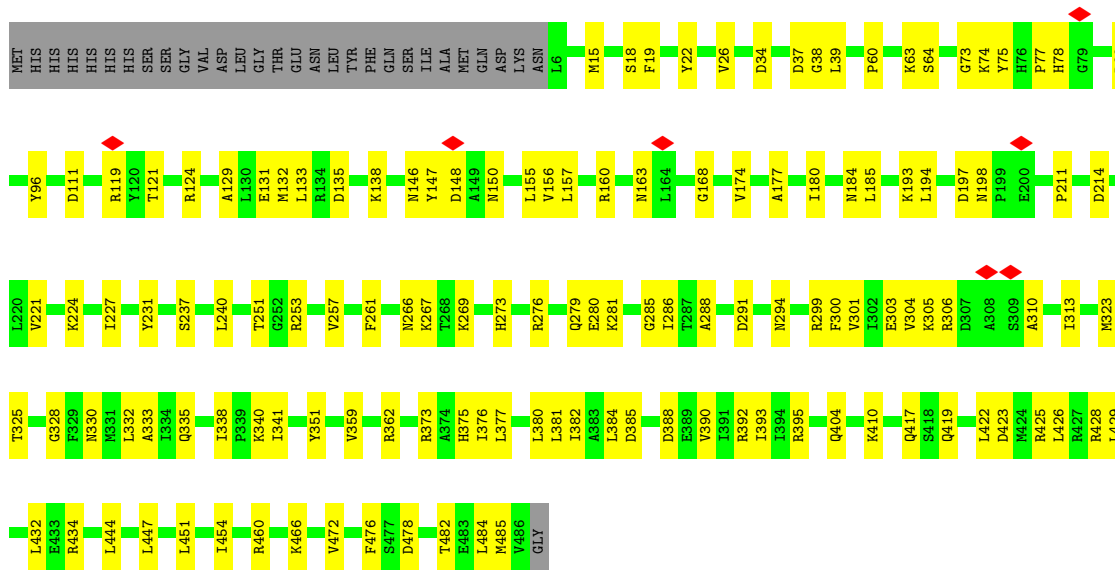 MET HIS HIS HIS HIS HIS HIS SER SER GLY VAL ASP LEU GLY THR GLU ASN LEU TYR PHE GLN SER ILE ALA MET GLN ASP LYS ASN L6 M15 S18 F19 Y22 V26 D34 D37 G38 L39 P60 K63 S64 G73 K74 Y75 H76 P77 H78 G79
Y96 D111 R119 Y120 T121 R124 A129 L130 E131 M132 L133 R134 D135 K138 N146 Y147 D148 A149 N150 L155 V156 L157 R160 N163 L164 G168 V174 A177 I180 N184 L185 K193 L194 D197 N198 P199 E200 P211 D214
L220 V221 K224 I227 Y231 S237 L240 T251 G252 R253 V257 F261 N266 K267 T268 K269 H273 R276 Q279 E280 K281 G285 I286 T287 A288 D291 N294 R299 F300 V301 I302 E303 V304 K305 R306 D307 A308 S309 A310 I313 M323
T325 G328 F329 N330 M331 L332 A333 I334 Q335 I338 P339 K340 I341 Y351 V359 R362 R373 A374 H375 I376 L377 L380 L381 I382 A383 L384 D385 D388 E389 V390 I391 R392 I393 I394 R395 Q404 K410 Q417 S418 Q419 L422 D423 M424 R425 L426 R427 R428 L429
L432 E433 R434 L444 L447 L451 I454 R460 K466 V472 F476 S477 D478 T482 E483 L484 M485 V486 GLY